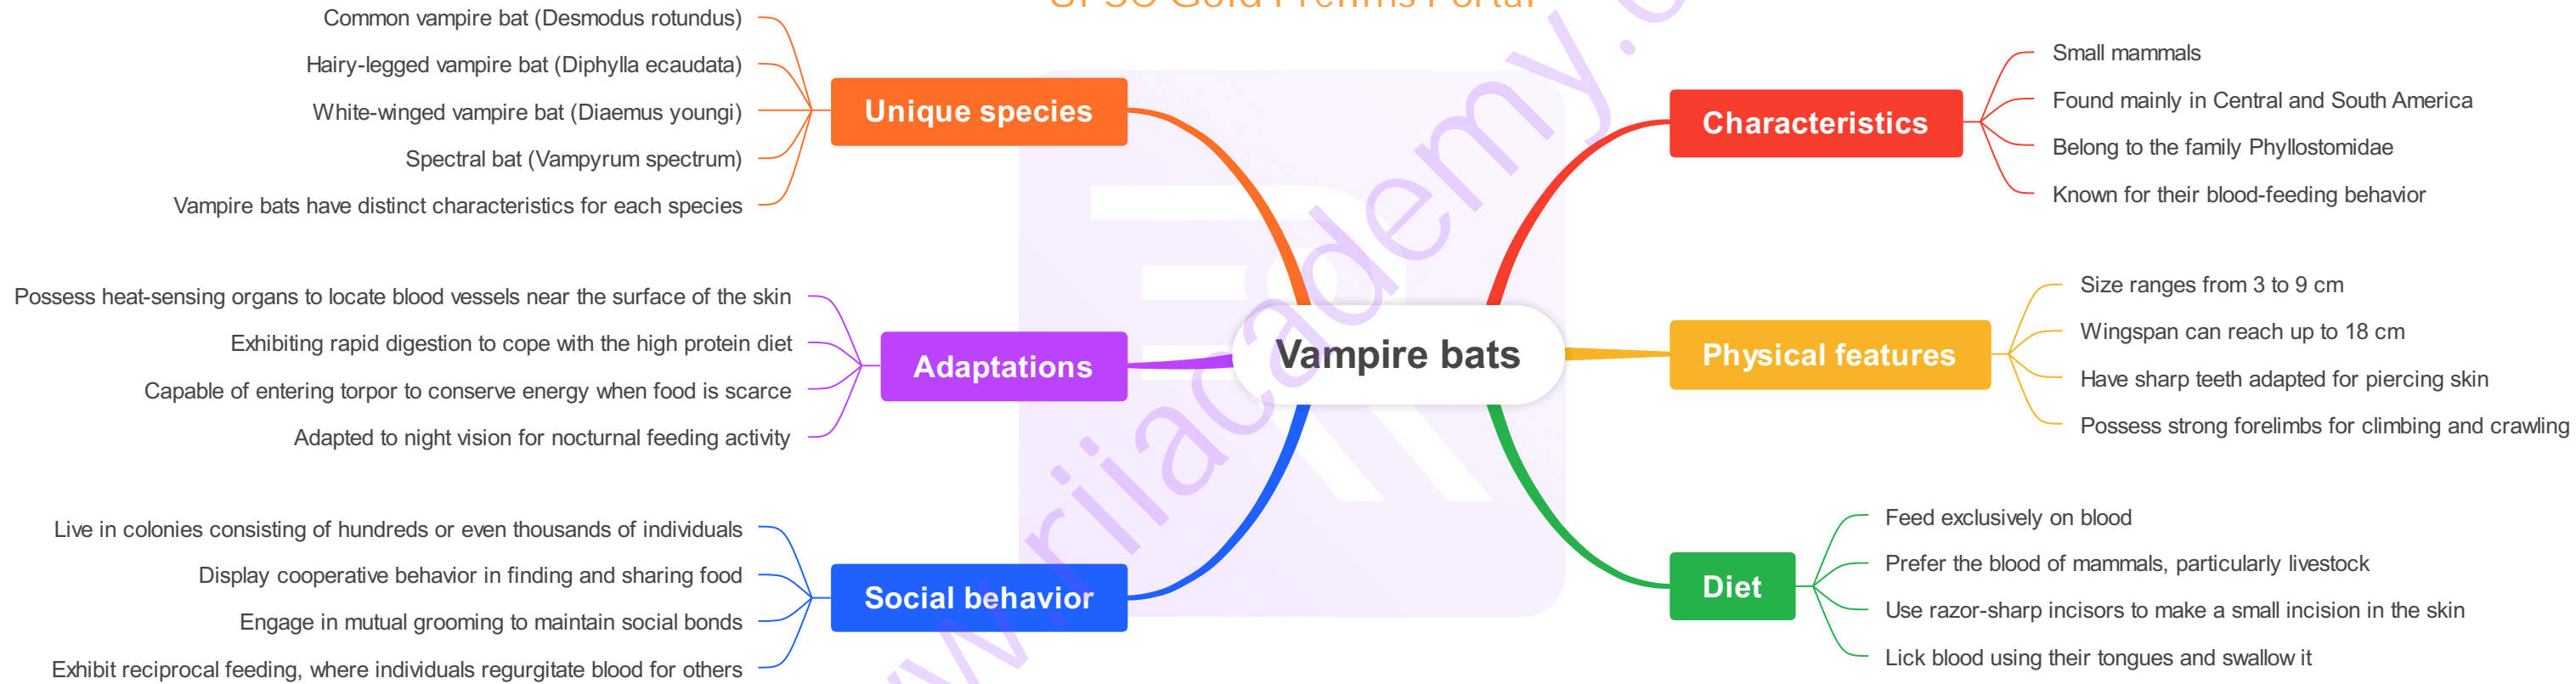 UPSC Gold Prelims Portal
Vampire bats
Unique species
Common vampire bat (Desmodus rotundus)
Hairy-legged vampire bat (Diphylla ecaudata)
White-winged vampire bat (Diaemus youngi)
Spectral bat (Vampyrum spectrum)
Vampire bats have distinct characteristics for each species
Adaptations
Possess heat-sensing organs to locate blood vessels near the surface of the skin
Exhibiting rapid digestion to cope with the high protein diet
Capable of entering torpor to conserve energy when food is scarce
Adapted to night vision for nocturnal feeding activity
Social behavior
Live in colonies consisting of hundreds or even thousands of individuals
Display cooperative behavior in finding and sharing food
Engage in mutual grooming to maintain social bonds
Exhibit reciprocal feeding, where individuals regurgitate blood for others
Characteristics
Small mammals
Found mainly in Central and South America
Belong to the family Phyllostomidae
Known for their blood-feeding behavior
Physical features
Size ranges from 3 to 9 cm
Wingspan can reach up to 18 cm
Have sharp teeth adapted for piercing skin
Possess strong forelimbs for climbing and crawling
Diet
Feed exclusively on blood
Prefer the blood of mammals, particularly livestock
Use razor-sharp incisors to make a small incision in the skin
Lick blood using their tongues and swallow it